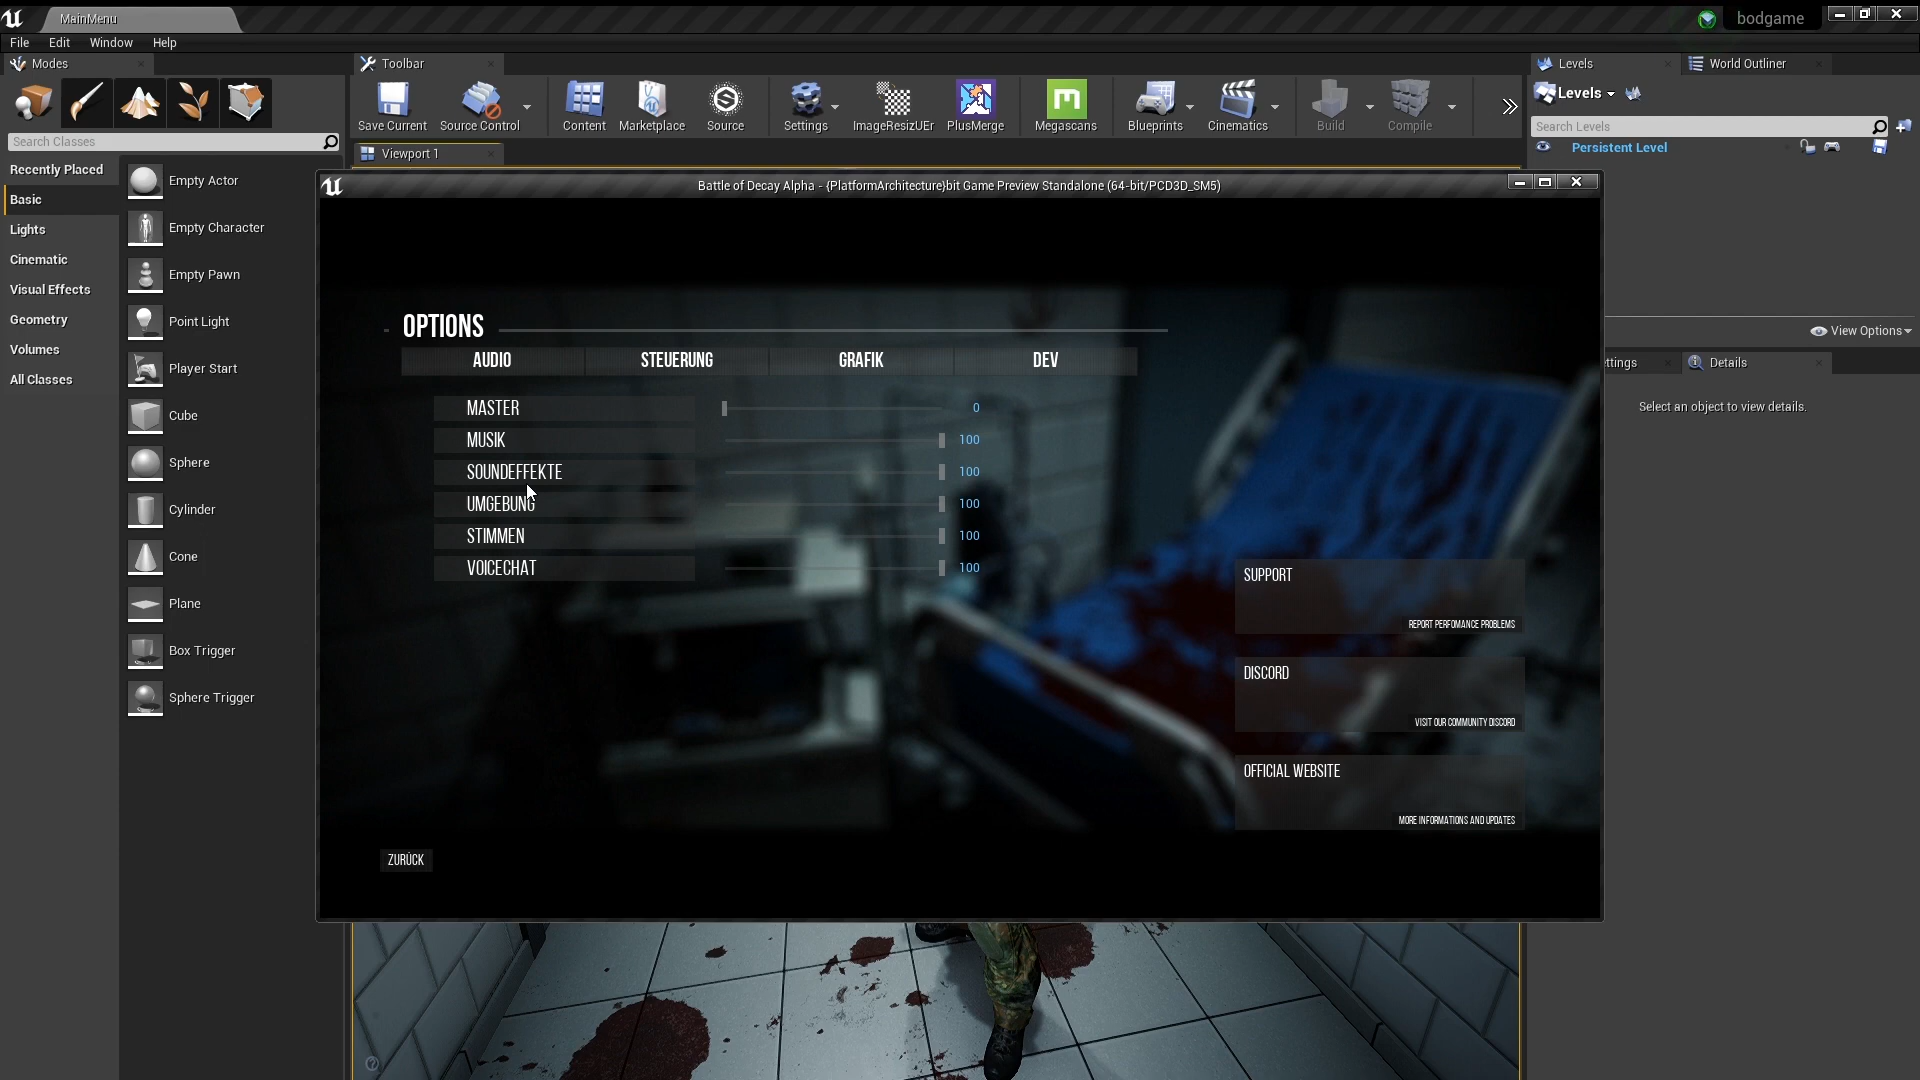 MainMenu
bodgame
File Edit Window Help
Modes
Toolbar
Levels
World Outliner
Save Current
Source Control
Content
Marketplace
Source
Settings
ImageResizUEr
PlusMerge
Megascans
Blueprints
Cinematics
Build
Compile
Levels
Search Classes
Search Levels
Viewport 1
Persistent Level
Recently Placed
Basic
Lights
Cinematic
Visual Effects
Geometry
Volumes
All Classes
Empty Actor
Empty Character
Empty Pawn
Point Light
Player Start
Cube
Sphere
Cylinder
Cone
Plane
Box Trigger
Sphere Trigger
Battle of Decay Alpha - {PlatformArchitecture}bit Game Preview Standalone (64-bit/PCD3D_SM5)
OPTIONS
AUDIO STEUERUNG GRAFIK DEV
MASTER 0
MUSIK 100
SOUNDEFFEKTE 100
UMGEBUNG 100
STIMMEN 100
VOICECHAT 100
SUPPORT
REPORT PERFOMANCE PROBLEMS
DISCORD
VISIT OUR COMMUNITY DISCORD
OFFICIAL WEBSITE
MORE INFORMATIONS AND UPDATES
ZURÜCK
View Options
ettings
Details
Select an object to view details.